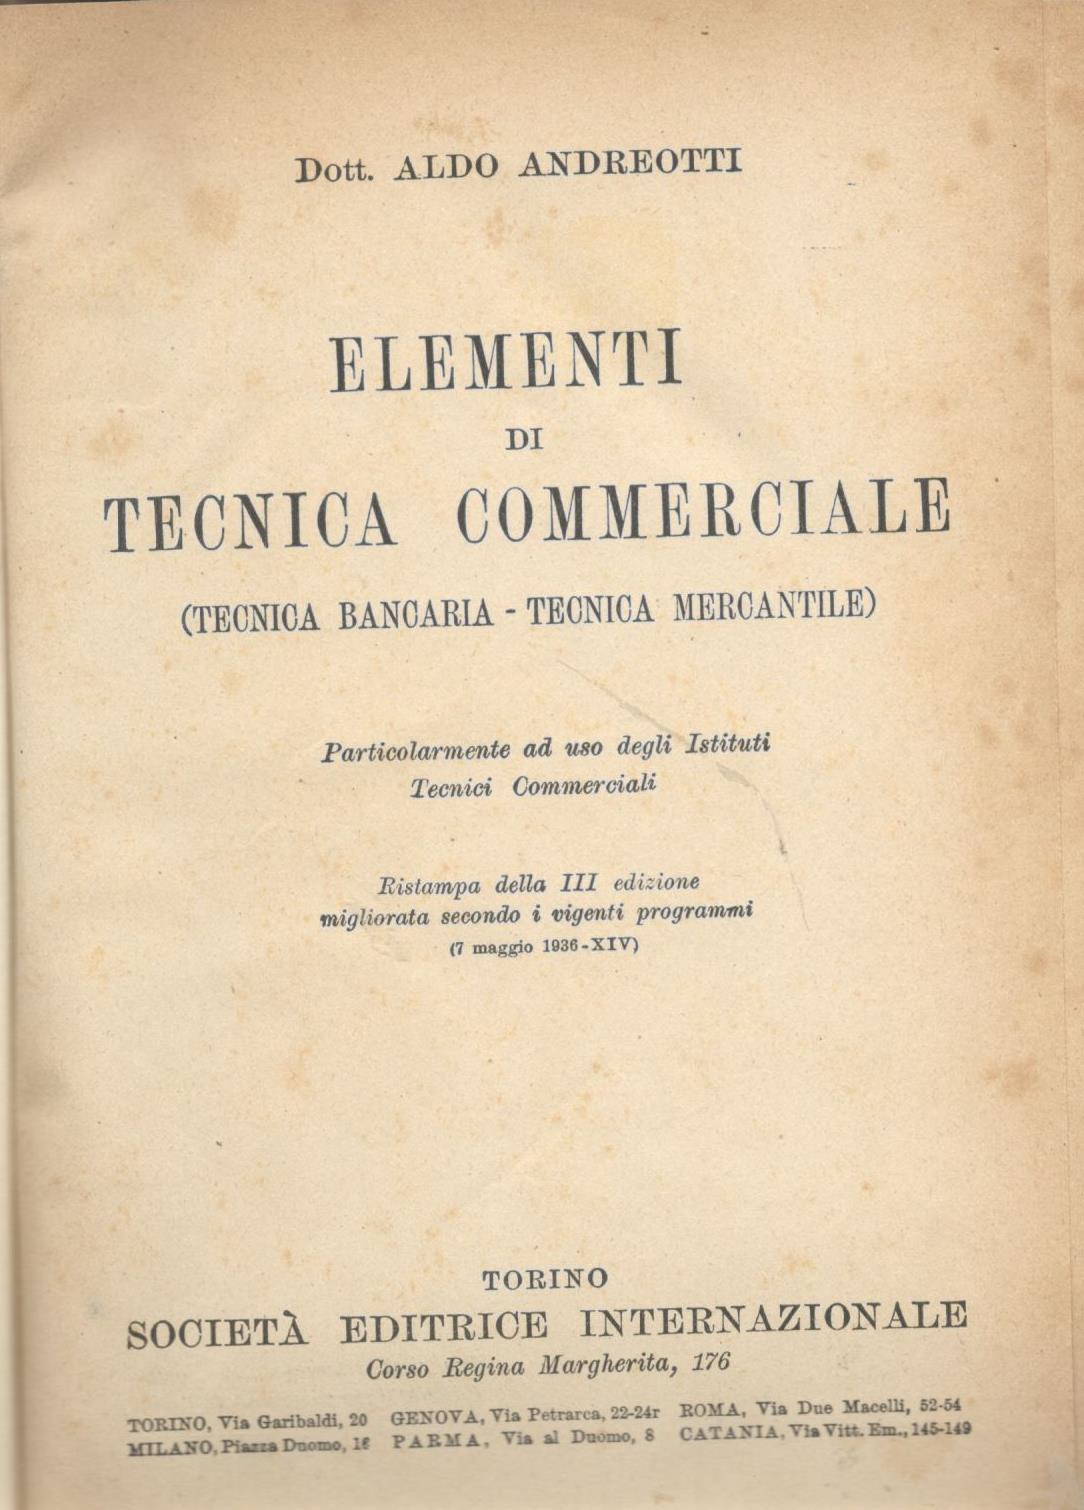 Dott. ALDO ANDREOTTI
ELEMENTI
DI
TECNICA COMMERCIALE
(TECNICA BANCARIA - TECNICA MERCANTILE)
Particolarmente ad uso degli Istituti
Tecnici Commerciali
Ristampa della III edizione
migliorata secondo i vigenti programmi
(7 maggio 1936-XIV)
TORINO
SOCIETÀ EDITRICE INTERNAZIONALE
Corso Regina Margherita, 176
TORINO, Via Garibaldi, 20 GENOVA, Via Petrarca, 22-24r ROMA, Via Due Macelli, 52-54
MILANO, Piazza Duomo, 16 PARMA, Via al Duomo, 8 CATANIA, Via Vitt. Em., 145-149